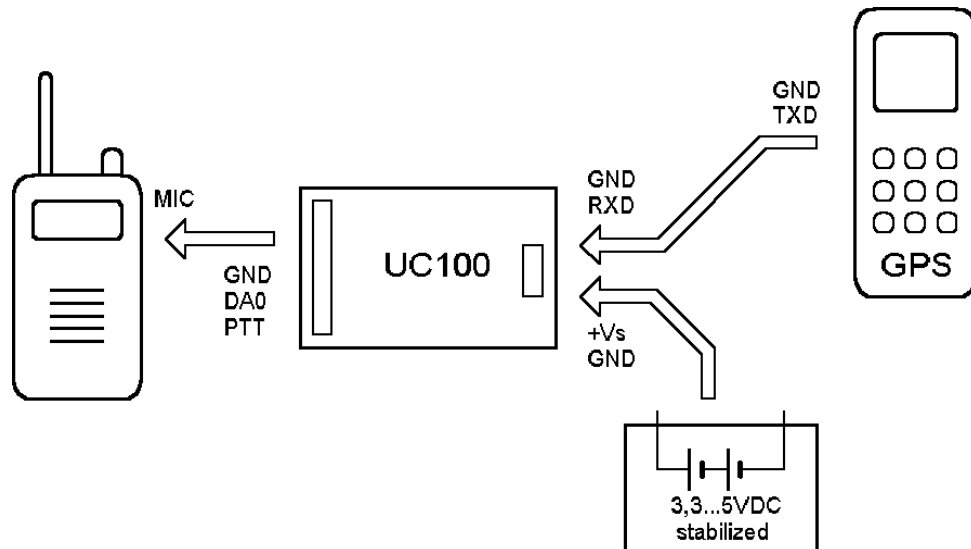 GND
TXD
MIC
GND
RXD
UC100
GPS
GND
DA0
PTT
+Vs
GND
3,3...5VDC
stabilized